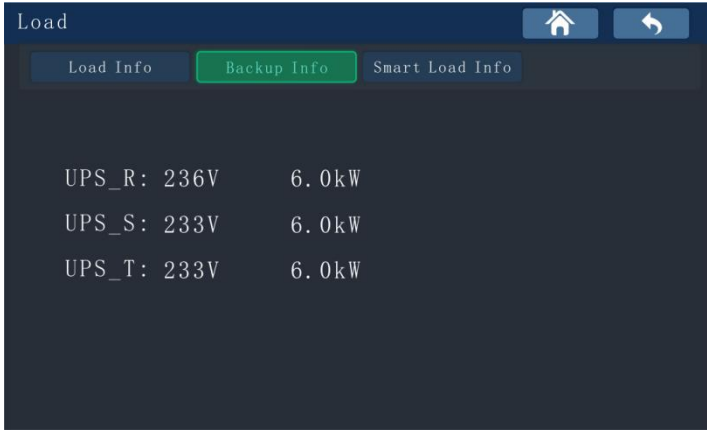 Load
Load Info Backup Info Smart Load Info
UPS_R: 236V 6.0kW
UPS_S: 233V 6.0kW
UPS_T: 233V 6.0kW